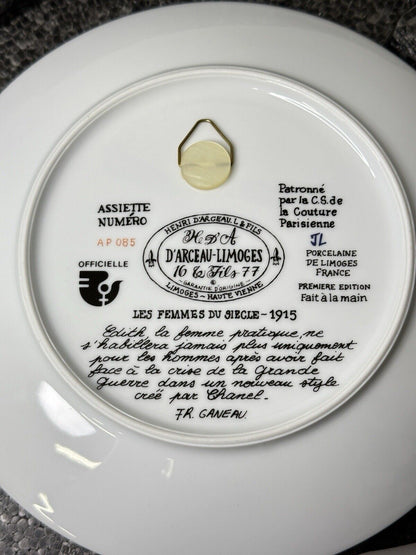 ASSIETTE
NUMÉRO
AP085
OFFICIELLE
HENRI D'ARCEAU. L & FILS
H D'A
D'ARCEAU-LIMOGES
16 & Fils 77
GARANTIE D'ORIGINE
LIMOGES - HAUTE VIENNE
Patronné
par la C.S. de
la Couture
Parisienne
JL
PORCELAINE
DE LIMOGES
FRANCE
PREMIERE EDITION
Fait à la main
LES FEMMES DU SIECLE-1915
Edith, la femme pratique, ne
s'habillera jamais plus uniquement
pour les hommes après avoir fait
face à la crise de la Grande
Guerre dans un nouveau style
créé par Chanel.
FR. GANEAU.